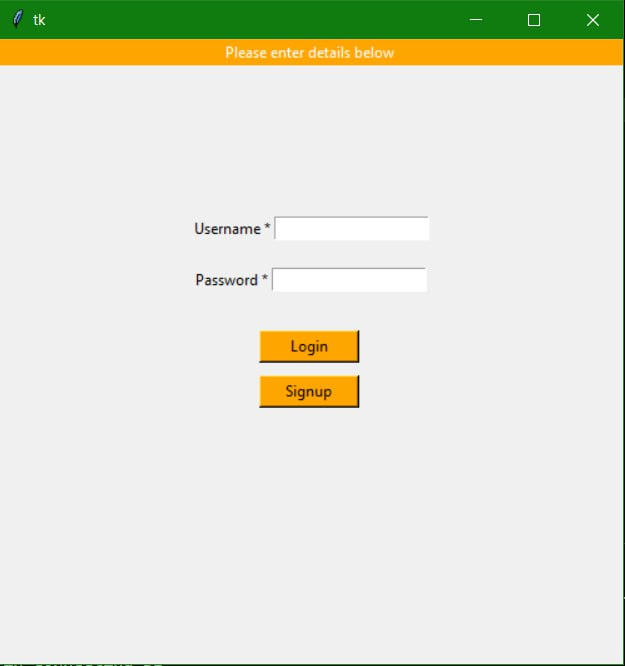 tk
Please enter details below
Username *
Password *
Login
Signup